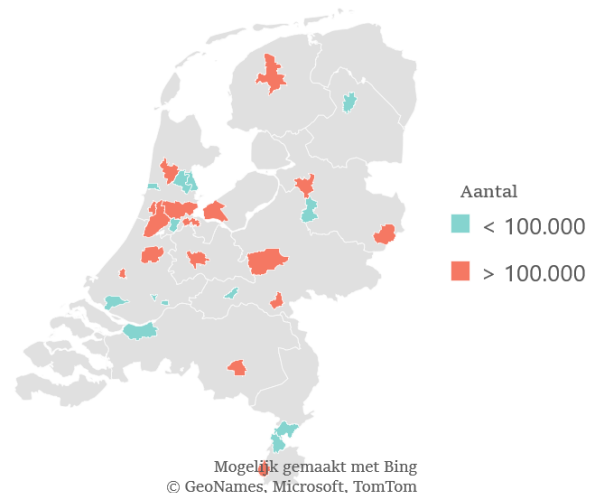 Aantal
< 100.000
> 100.000
Mogelijk gemaakt met Bing
© GeoNames, Microsoft, TomTom